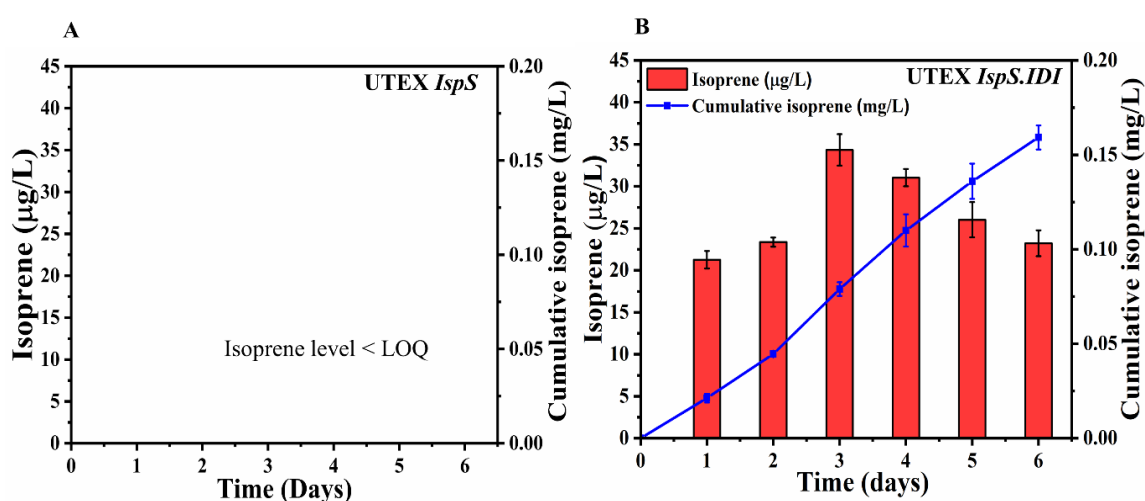 A
UTEX IspS
Isoprene level < LOQ
Isoprene (µg/L)
45
40
35
30
25
20
15
10
5
0
0 1 2 3 4 5 6
Time (Days)
0.20
0.15
0.10
0.05
0.00
Cumulative isoprene (mg/L)
B
Isoprene (µg/L)
Cumulative isoprene (mg/L)
UTEX IspS.IDI
Isoprene (µg/L)
45
40
35
30
25
20
15
10
5
0
0 1 2 3 4 5 6
Time (days)
0.20
0.15
0.10
0.05
0.00
Cumulative isoprene (mg/L)